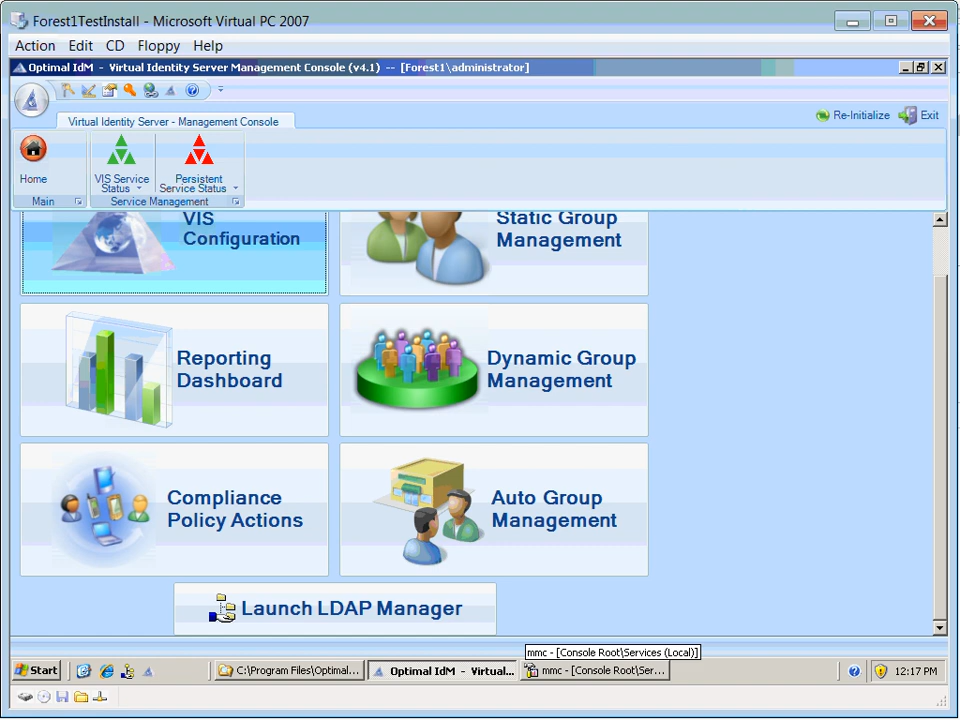 Forest1TestInstall - Microsoft Virtual PC 2007
Action Edit CD Floppy Help
Optimal IdM - Virtual Identity Server Management Console (v4.1) -- [Forest1\administrator]
Virtual Identity Server - Management Console
Re-Initialize Exit
Home
VIS Service
Status
Persistent
Service Status
Main
Service Management
VIS
Configuration
Static Group
Management
Reporting
Dashboard
Dynamic Group
Management
Compliance
Policy Actions
Auto Group
Management
Launch LDAP Manager
mmc - [Console Root\Services (Local)]
Start
C:\Program Files\Optimal...
Optimal IdM - Virtual...
mmc - [Console Root\Ser...
12:17 PM